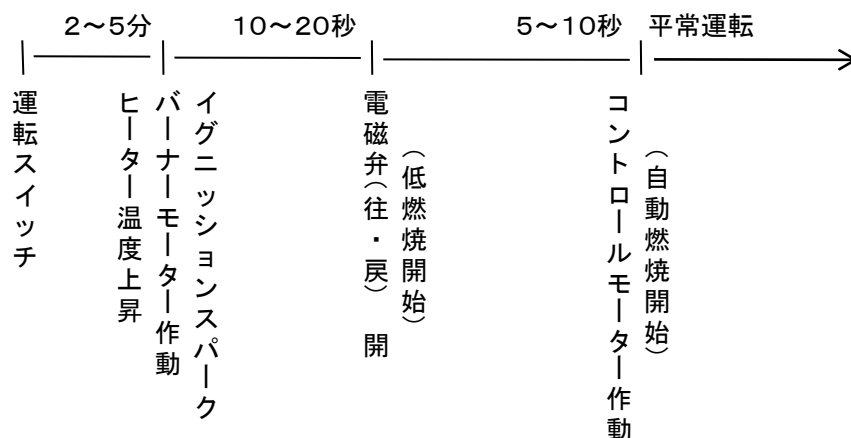 2～5分
10～20秒
5～10秒
平常運転
運転スイッチ
ヒーター温度上昇
バーナーモーター作動
イグニッションスパーク
電磁弁(往・戻) 開
(低燃焼開始)
コントロールモーター作動
(自動燃焼開始)